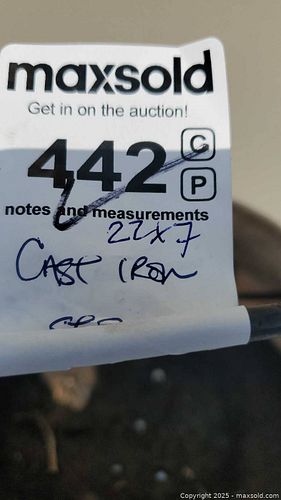 maxsold
Get in on the auction!
442
C
P
notes and measurements
22x7
CAST IRON
Copyright 2025 - maxsold.com